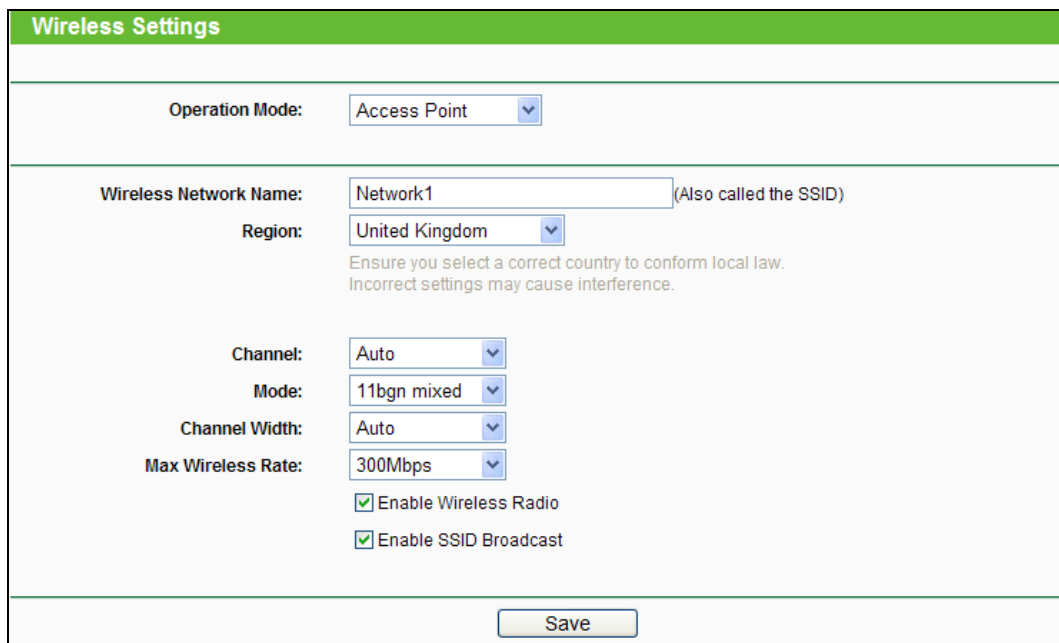 Wireless Settings
Operation Mode: Access Point
Wireless Network Name: Network1 (Also called the SSID)
Region: United Kingdom
Ensure you select a correct country to conform local law.
Incorrect settings may cause interference.
Channel: Auto
Mode: 11bgn mixed
Channel Width: Auto
Max Wireless Rate: 300Mbps
Enable Wireless Radio
Enable SSID Broadcast
Save